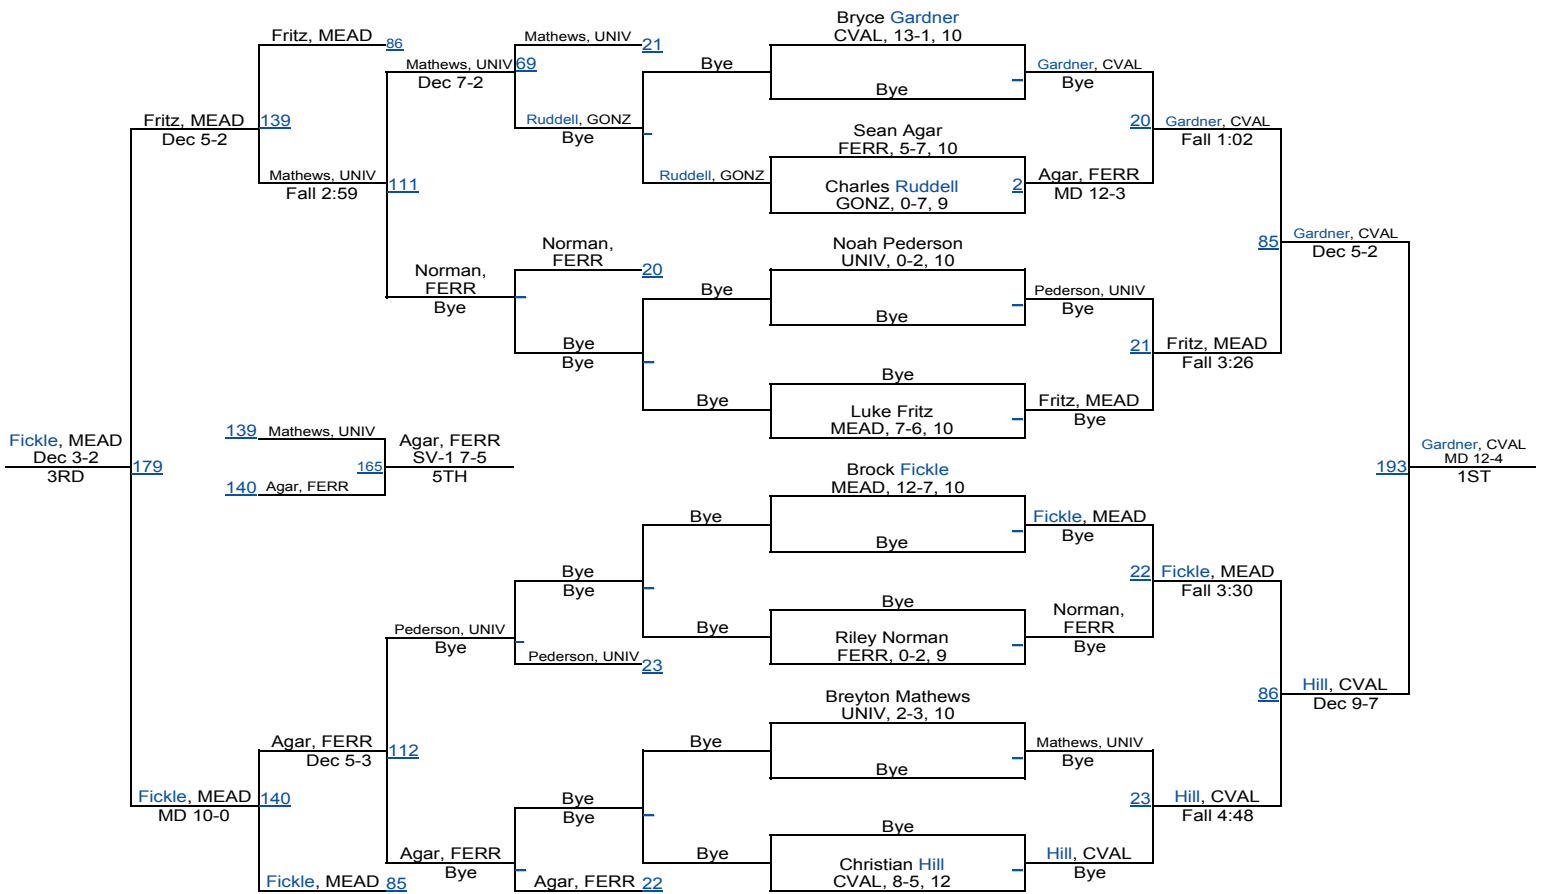 Bryce Gardner
CVAL, 13-1, 10
Fritz, MEAD
86
Mathews, UNIV
21
Mathews, UNIV
69
Dec 7-2
Bye
Gardner, CVAL
Bye
Bye
Fritz, MEAD
139
Dec 5-2
Ruddell, GONZ
Bye
20
Gardner, CVAL
Fall 1:02
Sean Agar
FERR, 5-7, 10
Mathews, UNIV
111
Fall 2:59
Ruddell, GONZ
Charles Ruddell
2
GONZ, 0-7, 9
Agar, FERR
MD 12-3
Norman,
FERR
20
Noah Pederson
UNIV, 0-2, 10
85
Gardner, CVAL
Dec 5-2
Norman,
FERR
Bye
Bye
Pederson, UNIV
Bye
Bye
Bye
Bye
21
Fritz, MEAD
Fall 3:26
Bye
Bye
Luke Fritz
MEAD, 7-6, 10
Fritz, MEAD
Bye
139
Mathews, UNIV
Fickle, MEAD
Dec 3-2
3RD
179
165
Agar, FERR
SV-1 7-5
5TH
140
Agar, FERR
193
Gardner, CVAL
MD 12-4
1ST
Brock Fickle
MEAD, 12-7, 10
Bye
Fickle, MEAD
Bye
Bye
Bye
Bye
22
Fickle, MEAD
Fall 3:30
Bye
Bye
Riley Norman
FERR, 0-2, 9
Norman,
FERR
Bye
Pederson, UNIV
Bye
Pederson, UNIV
23
86
Hill, CVAL
Dec 9-7
Breyton Mathews
UNIV, 2-3, 10
Agar, FERR
112
Dec 5-3
Bye
Mathews, UNIV
Bye
Bye
Fickle, MEAD
140
MD 10-0
Bye
Bye
23
Hill, CVAL
Fall 4:48
Bye
Agar, FERR
Bye
Bye
Christian Hill
CVAL, 8-5, 12
Hill, CVAL
Bye
Fickle, MEAD
85
Agar, FERR
22